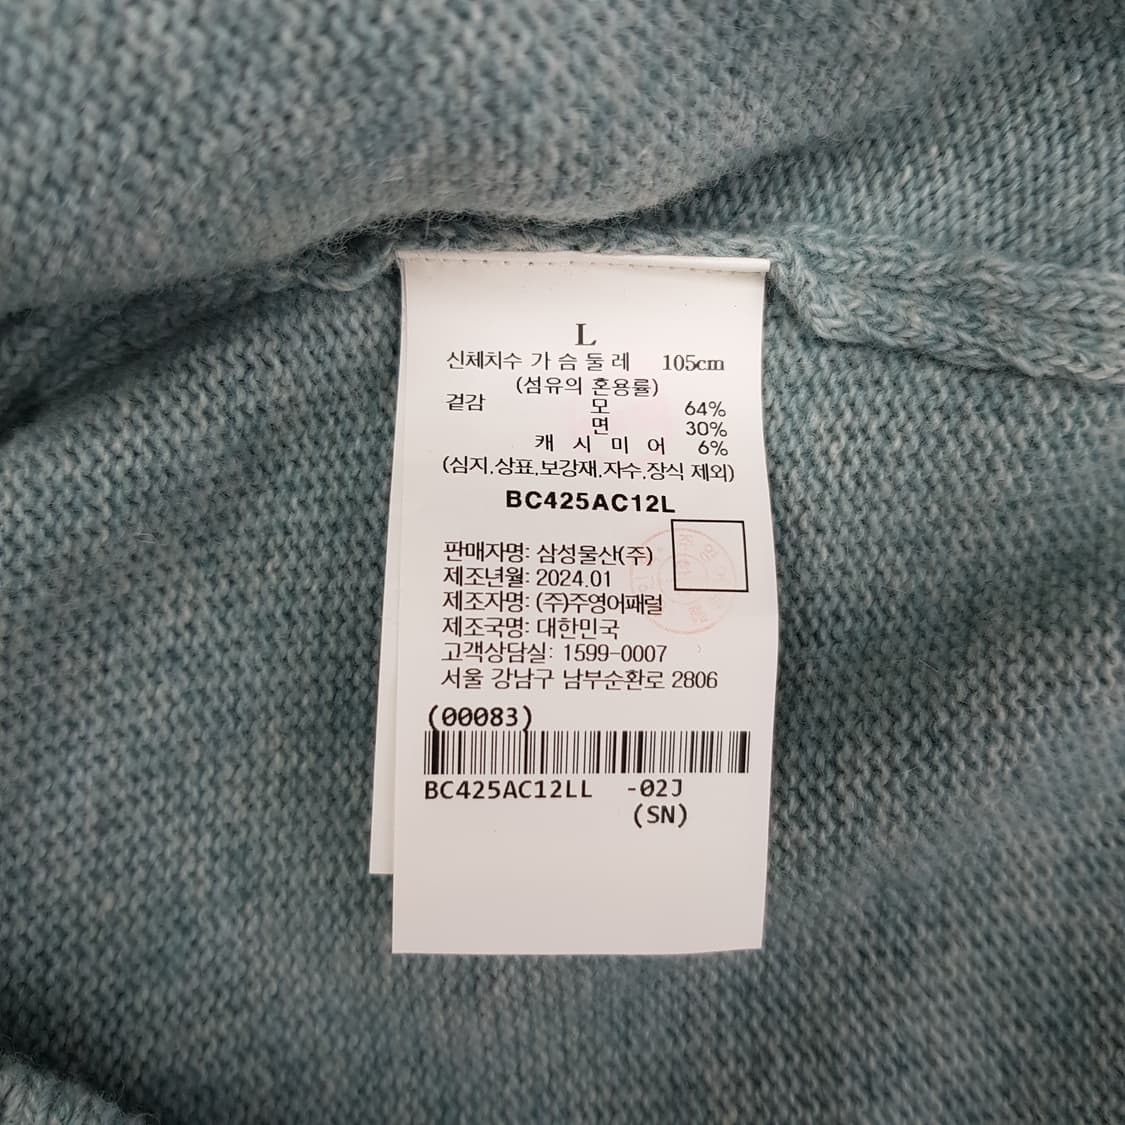 L
신체치수 가 슴 둘 레 105cm
(섬유의 혼용률)
겉감 모 64%
면 30%
캐 시 미 어 6%
(심지.상표.보강재.자수.장식 제외)
BC425AC12L
판매자명: 삼성물산(주)
제조년월: 2024.01
제조자명: (주)주영어패럴
제조국명: 대한민국
고객상담실: 1599-0007
서울 강남구 남부순환로 2806
(00083)
BC425AC12LL -02J
(SN)